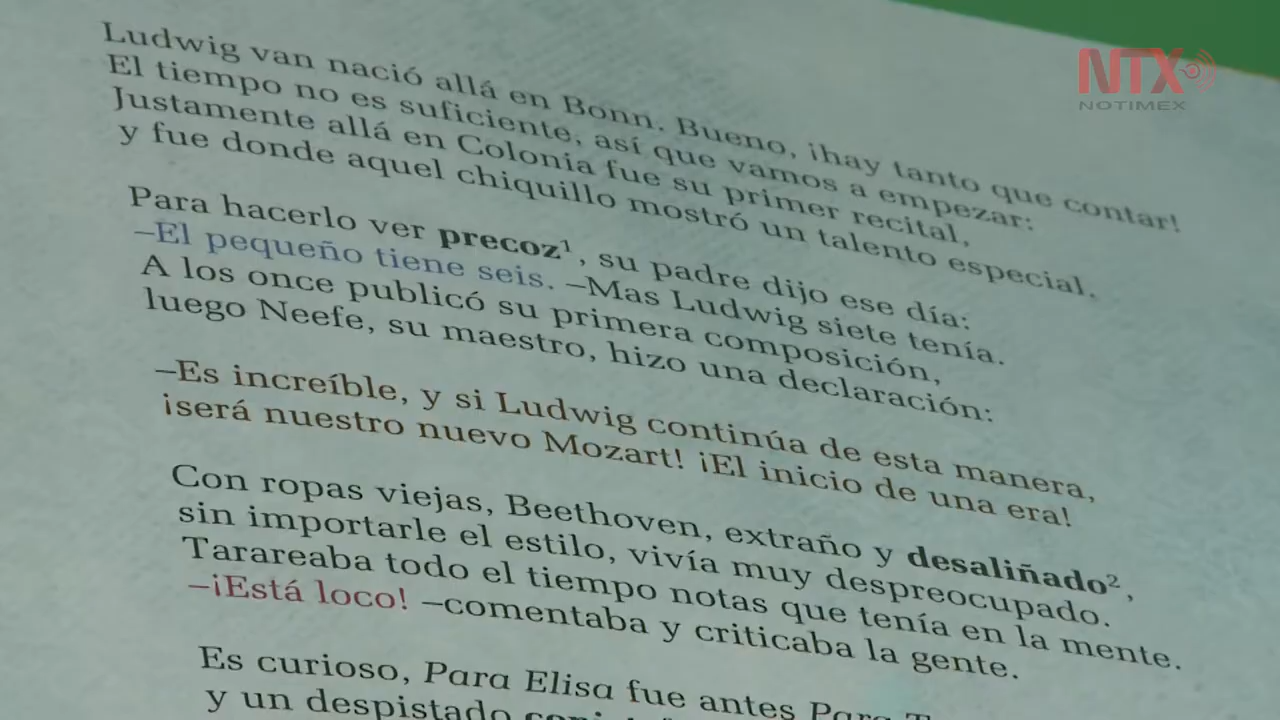 NTX
NOTIMEX
Ludwig van nació allá en Bonn. Bueno, ¡hay tanto que contar!
El tiempo no es suficiente, así que vamos a empezar:
Justamente allá en Colonia fue su primer recital,
y fue donde aquel chiquillo mostró un talento especial.
Para hacerlo ver precoz¹, su padre dijo ese día:
–El pequeño tiene seis. –Mas Ludwig siete tenía.
A los once publicó su primera composición,
luego Neefe, su maestro, hizo una declaración:
–Es increíble, y si Ludwig continúa de esta manera,
¡será nuestro nuevo Mozart! ¡El inicio de una era!
Con ropas viejas, Beethoven, extraño y desaliñado²,
sin importarle el estilo, vivía muy despreocupado.
Tarareaba todo el tiempo notas que tenía en la mente.
–¡Está loco! –comentaba y criticaba la gente.
Es curioso, Para Elisa fue antes Para
y un despistado